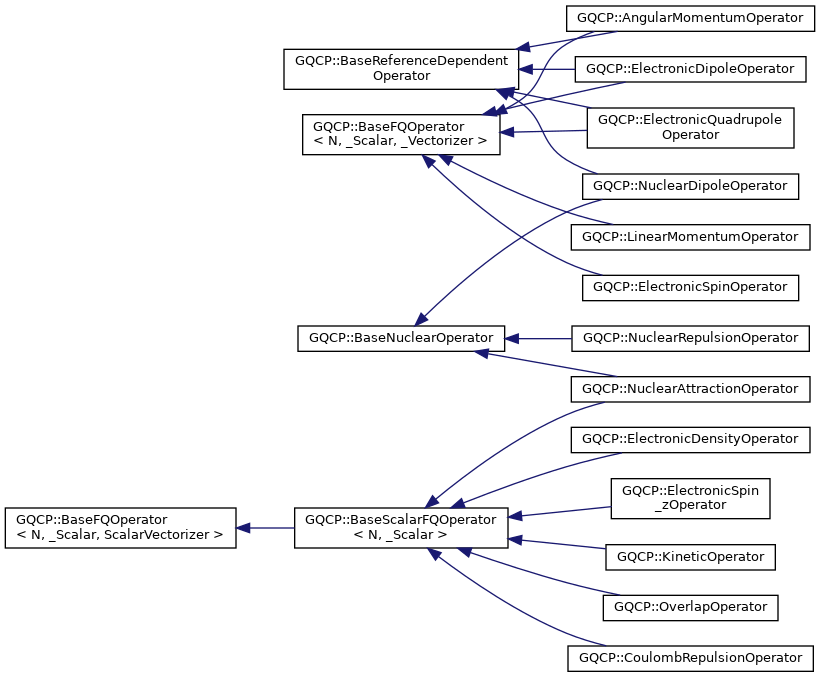 GQCP::AngularMomentumOperator
GQCP::BaseReferenceDependent
Operator
GQCP::ElectronicDipoleOperator
GQCP::ElectronicQuadrupole
Operator
GQCP::BaseFQOperator
< N, _Scalar, _Vectorizer >
GQCP::NuclearDipoleOperator
GQCP::LinearMomentumOperator
GQCP::ElectronicSpinOperator
GQCP::BaseNuclearOperator
GQCP::NuclearRepulsionOperator
GQCP::NuclearAttractionOperator
GQCP::ElectronicDensityOperator
GQCP::ElectronicSpin
_zOperator
GQCP::BaseFQOperator
< N, _Scalar, ScalarVectorizer >
GQCP::BaseScalarFQOperator
< N, _Scalar >
GQCP::KineticOperator
GQCP::OverlapOperator
GQCP::CoulombRepulsionOperator